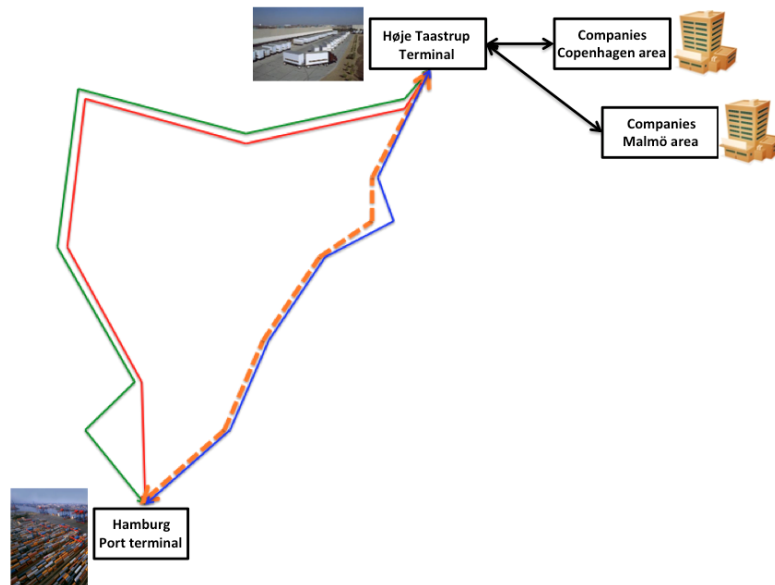 Høje Taastrup
Terminal
Companies
Copenhagen area
Companies
Malmö area
Hamburg
Port terminal